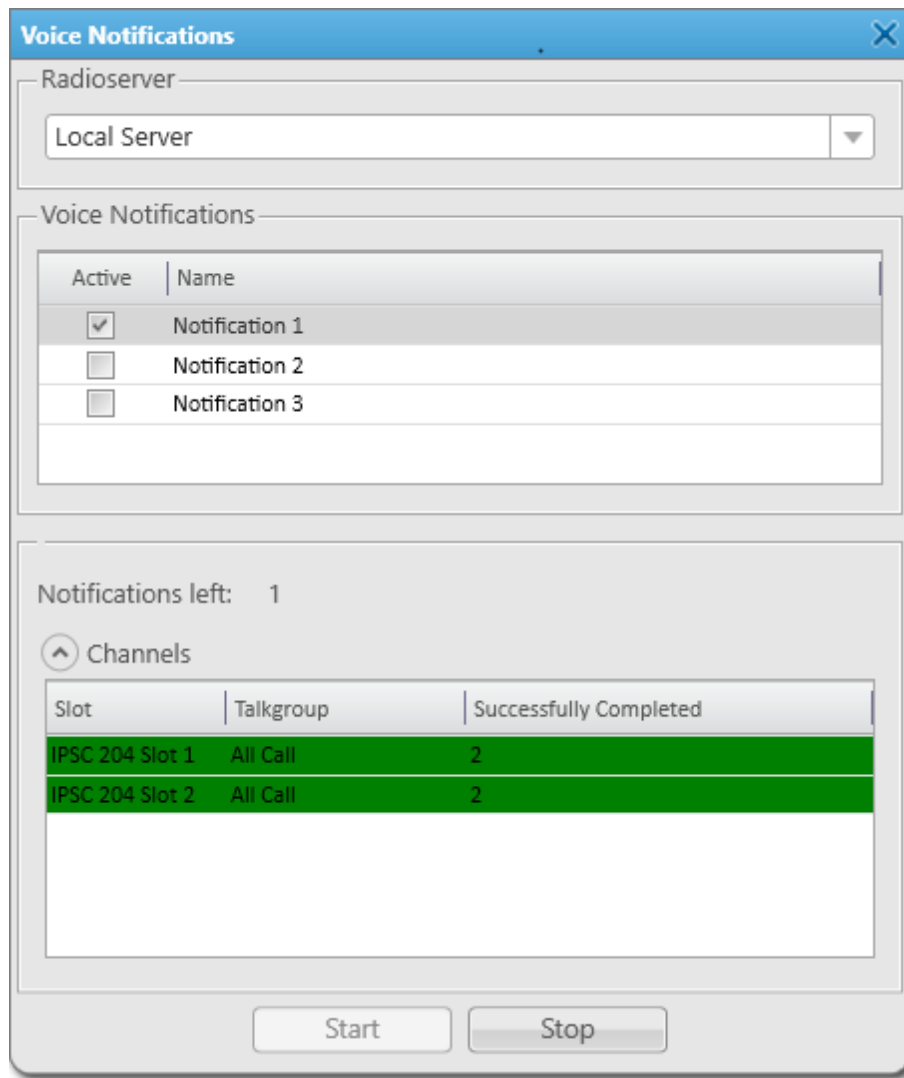 Voice Notifications
Radioserver
Local Server
Voice Notifications
Active Name
Notification 1
Notification 2
Notification 3
Notifications left: 1
Channels
Slot Talkgroup Successfully Completed
IPSC 204 Slot 1 All Call 2
IPSC 204 Slot 2 All Call 2
Start Stop